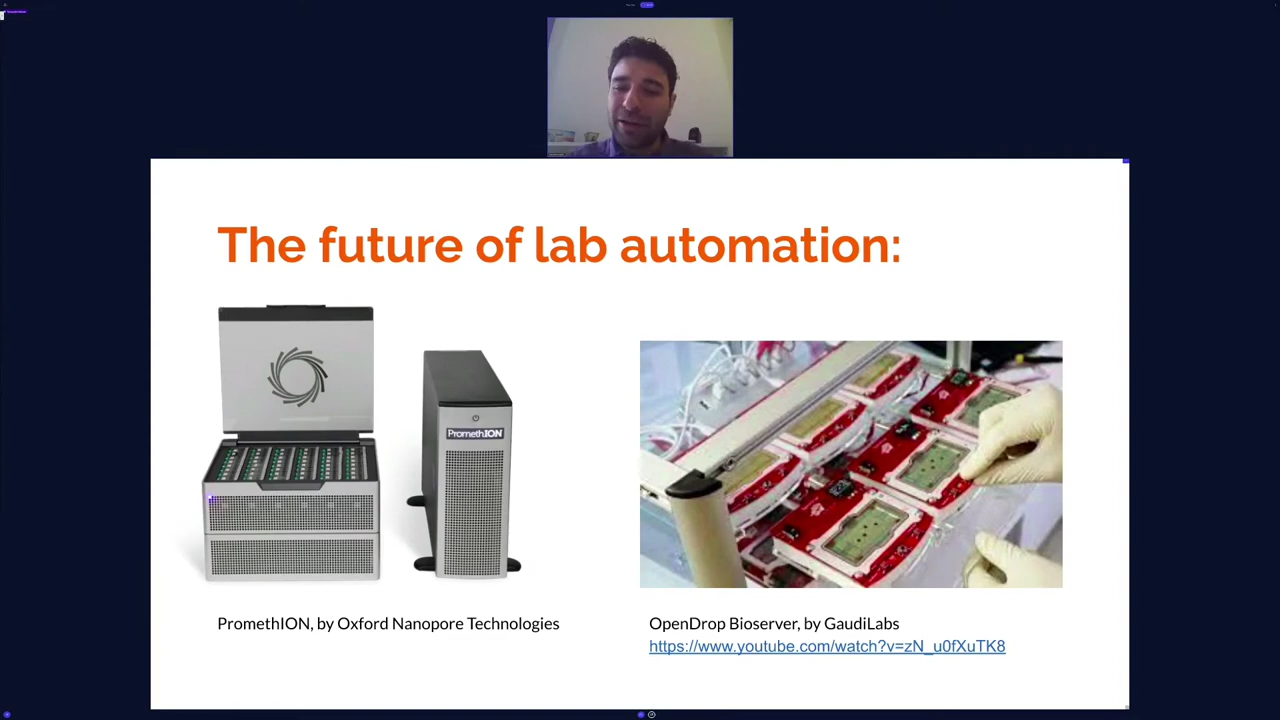 The future of lab automation:
PromethION
PromethION, by Oxford Nanopore Technologies
OpenDrop Bioserver, by GaudiLabs
https://www.youtube.com/watch?v=zN_u0fXuTK8